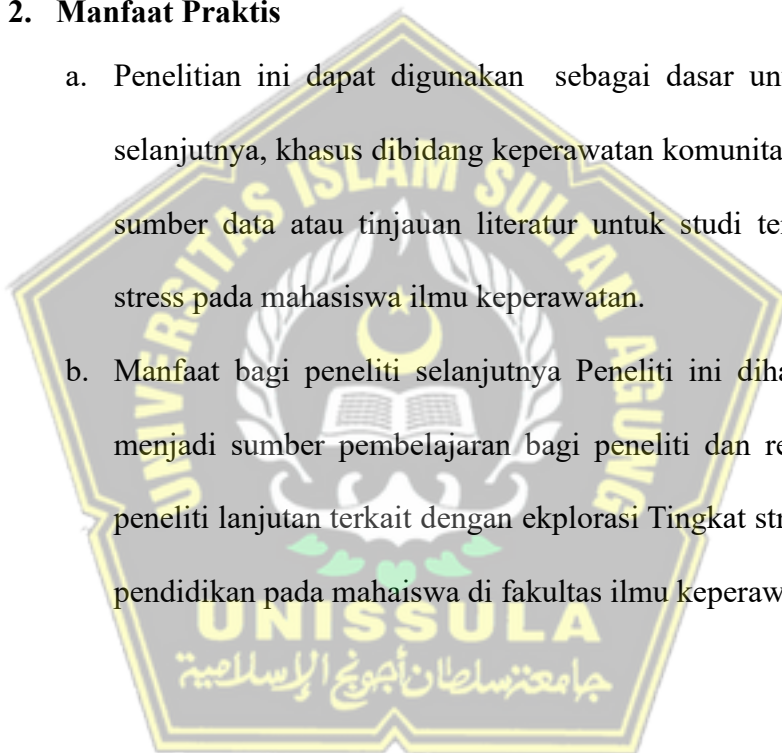 2. Manfaat Praktis
a. Penelitian ini dapat digunakan sebagai dasar un
selanjutnya, khasus dibidang keperawatan komunita
sumber data atau tinjauan literatur untuk studi te
stress pada mahasiswa ilmu keperawatan.
b. Manfaat bagi peneliti selanjutnya Peneliti ini diha
menjadi sumber pembelajaran bagi peneliti dan re
peneliti lanjutan terkait dengan ekplorasi Tingkat str
pendidikan pada mahaiswa di fakultas ilmu keperaw
UNIVERSITAS ISLAM SULTAN AGUNG
UNISSULA
جامعتنسلطان أجونج الإسلامية